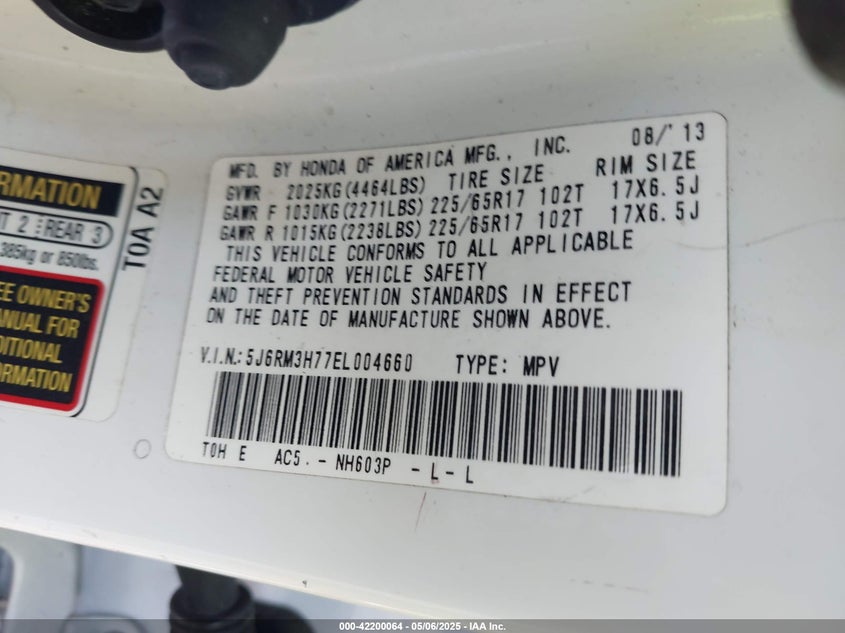 MFD. BY HONDA OF AMERICA MFG., INC. 08/'13
GVWR 2025KG(4464LBS) TIRE SIZE RIM SIZE
GAWR F 1030KG(2271LBS) 225/65R17 102T 17X6.5J
GAWR R 1015KG(2238LBS) 225/65R17 102T 17X6.5J
THIS VEHICLE CONFORMS TO ALL APPLICABLE
FEDERAL MOTOR VEHICLE SAFETY
AND THEFT PREVENTION STANDARDS IN EFFECT
ON THE DATE OF MANUFACTURE SHOWN ABOVE.
V.I.N.: 5J6RM3H77EL004660 TYPE: MPV
T0H E AC5. - NH603P - L - L
RMATION
T 2 REAR 3
385kg or 850lbs.
EE OWNER'S
ANUAL FOR
DITIONAL
ORMATION
T0A A2
000-42200064 - 05/06/2025 - IAA Inc.